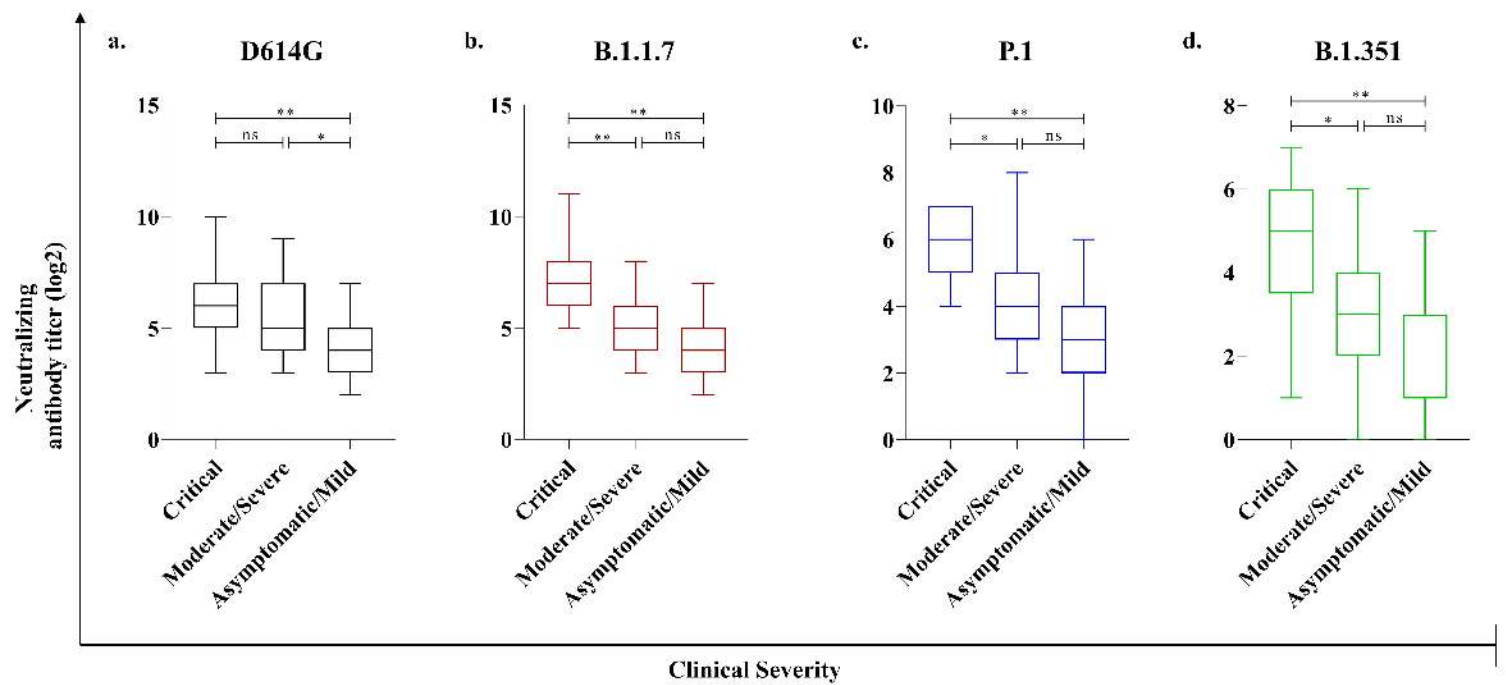 a. D614G
b. B.1.1.7
c. P.1
d. B.1.351
Neutralizing
antibody titer (log2)
15
10
5
0
**
ns
*
Critical
Moderate/Severe
Asymptomatic/Mild
15
10
5
0
**
**
ns
Critical
Moderate/Severe
Asymptomatic/Mild
10
8
6
4
2
0
**
*
ns
Critical
Moderate/Severe
Asymptomatic/Mild
8
6
4
2
0
**
*
ns
Critical
Moderate/Severe
Asymptomatic/Mild
Clinical Severity